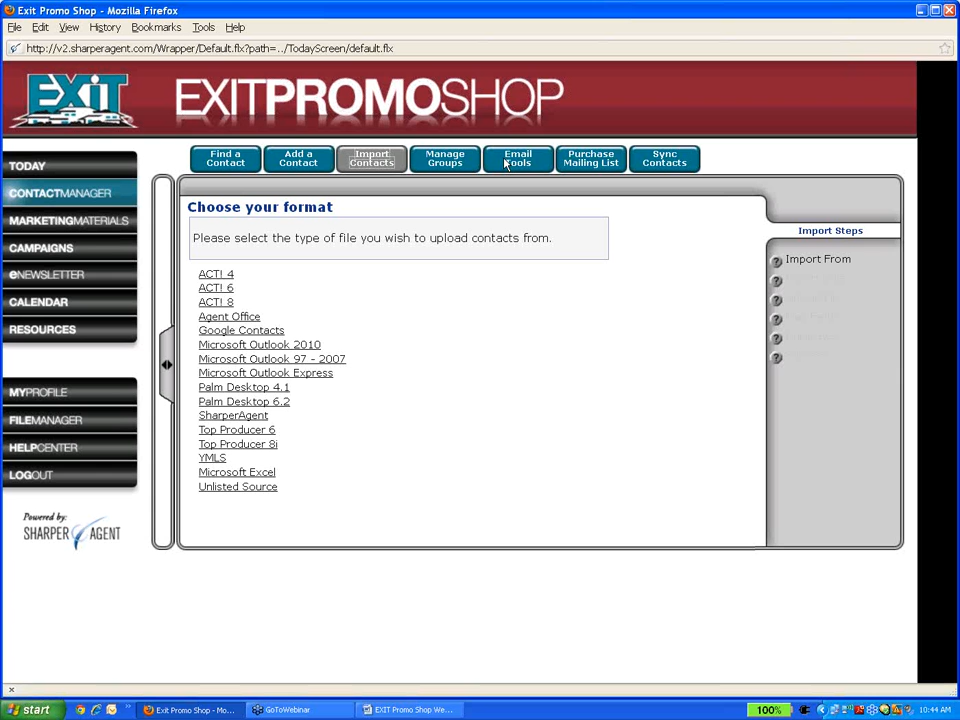 Exit Promo Shop - Mozilla Firefox
File Edit View History Bookmarks Tools Help
http://v2.sharperagent.com/Wrapper/Default.flx?path=../TodayScreen/default.flx
EXIT
EXITPROMOSHOP
Find a Contact
Add a Contact
Import Contacts
Manage Groups
Email Tools
Purchase Mailing List
Sync Contacts
TODAY
CONTACTMANAGER
MARKETINGMATERIALS
CAMPAIGNS
eNEWSLETTER
CALENDAR
RESOURCES
MYPROFILE
FILEMANAGER
HELPCENTER
LOGOUT
Powered by:
SHARPER AGENT
Choose your format
Please select the type of file you wish to upload contacts from.
ACT! 4
ACT! 6
ACT! 8
Agent Office
Google Contacts
Microsoft Outlook 2010
Microsoft Outlook 97 - 2007
Microsoft Outlook Express
Palm Desktop 4.1
Palm Desktop 6.2
SharperAgent
Top Producer 6
Top Producer 8i
YMLS
Microsoft Excel
Unlisted Source
Import Steps
Import From
start
Exit Promo Shop - Mo...
GoToWebinar
EXIT Promo Shop We...
100%
10:44 AM